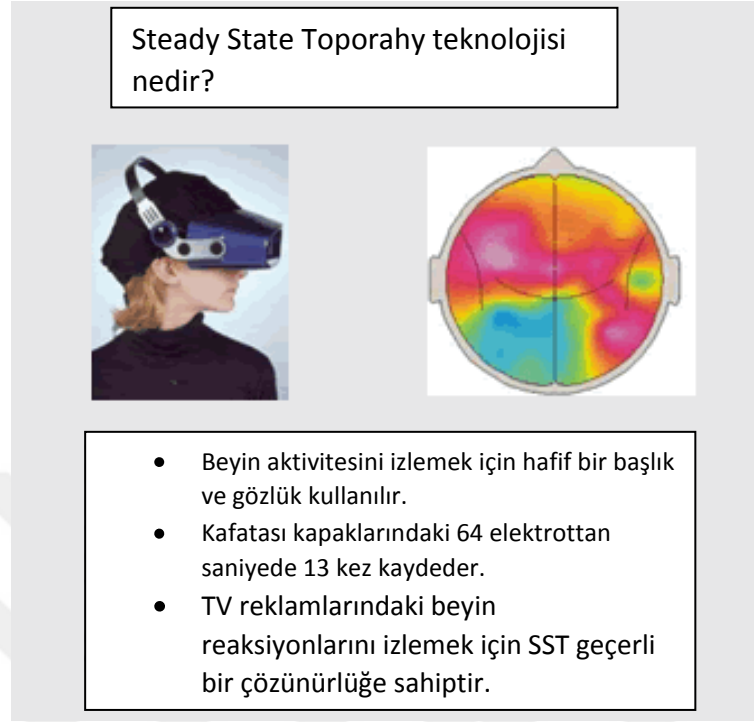 Steady State Toporahy teknolojisi
nedir?
• Beyin aktivitesini izlemek için hafif bir başlık
ve gözlük kullanılır.
• Kafatası kapaklarındaki 64 elektrottan
saniyede 13 kez kaydeder.
• TV reklamlarındaki beyin
reaksiyonlarını izlemek için SST geçerli
bir çözünürlüğe sahiptir.